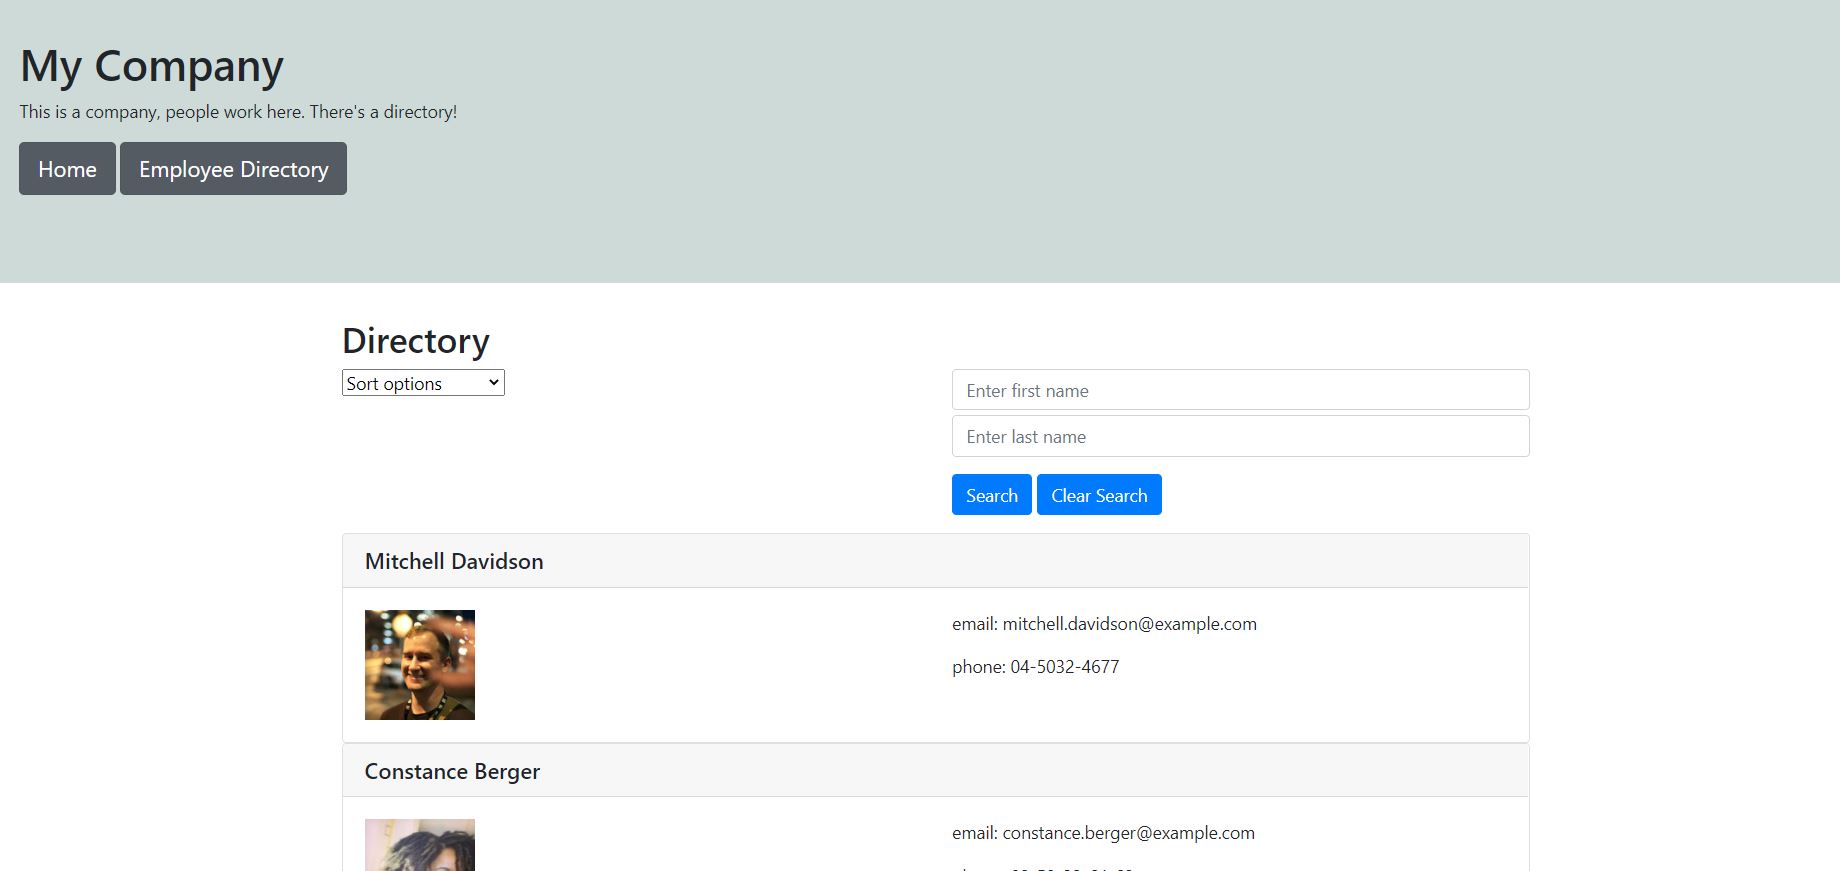 My Company
This is a company, people work here. There's a directory!
Home Employee Directory
Directory
Sort options
Enter first name
Enter last name
Search Clear Search
Mitchell Davidson
email: mitchell.davidson@example.com
phone: 04-5032-4677
Constance Berger
email: constance.berger@example.com